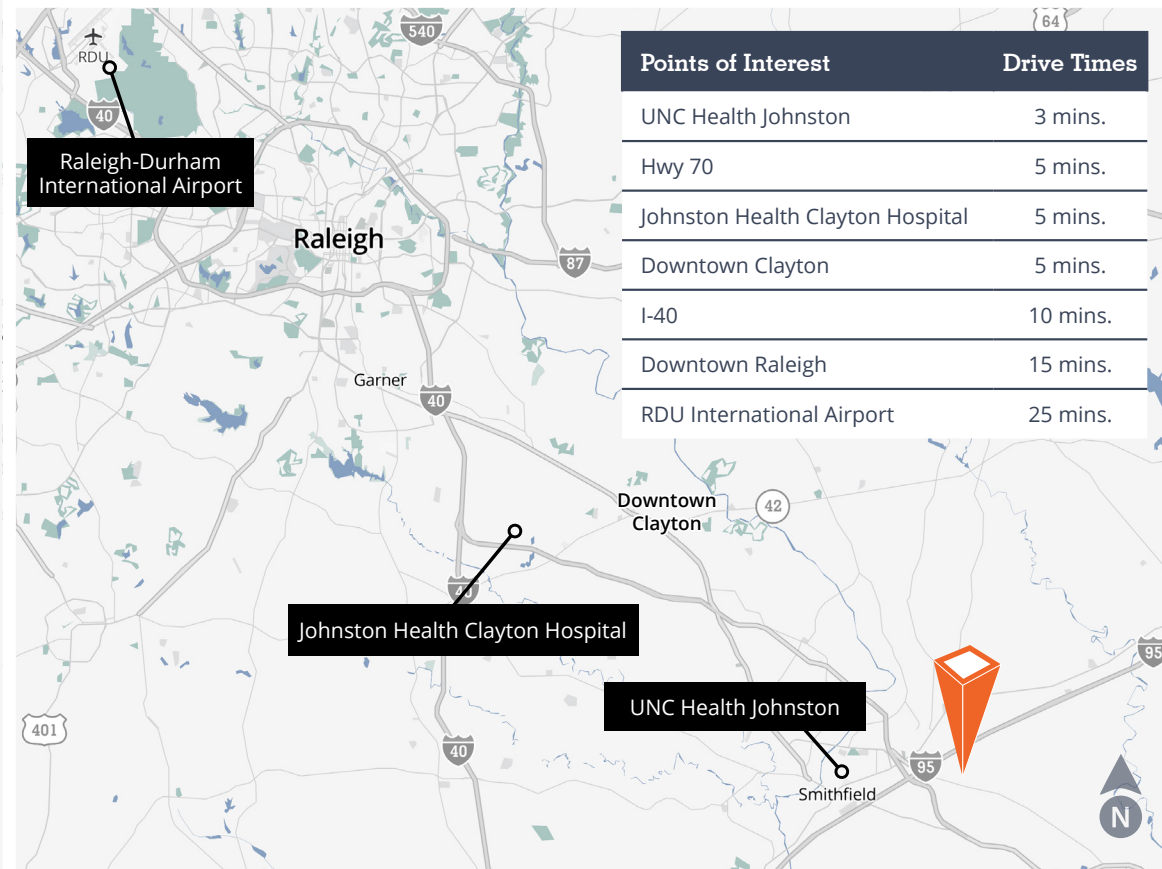 540
64
RDU
40
Raleigh-Durham
International Airport
Raleigh
87
Points of Interest Drive Times
UNC Health Johnston 3 mins.
Hwy 70 5 mins.
Johnston Health Clayton Hospital 5 mins.
Downtown Clayton 5 mins.
I-40 10 mins.
Downtown Raleigh 15 mins.
RDU International Airport 25 mins.
Garner
40
Downtown
Clayton
42
40
Johnston Health Clayton Hospital
95
UNC Health Johnston
401
40
95
Smithfield
N